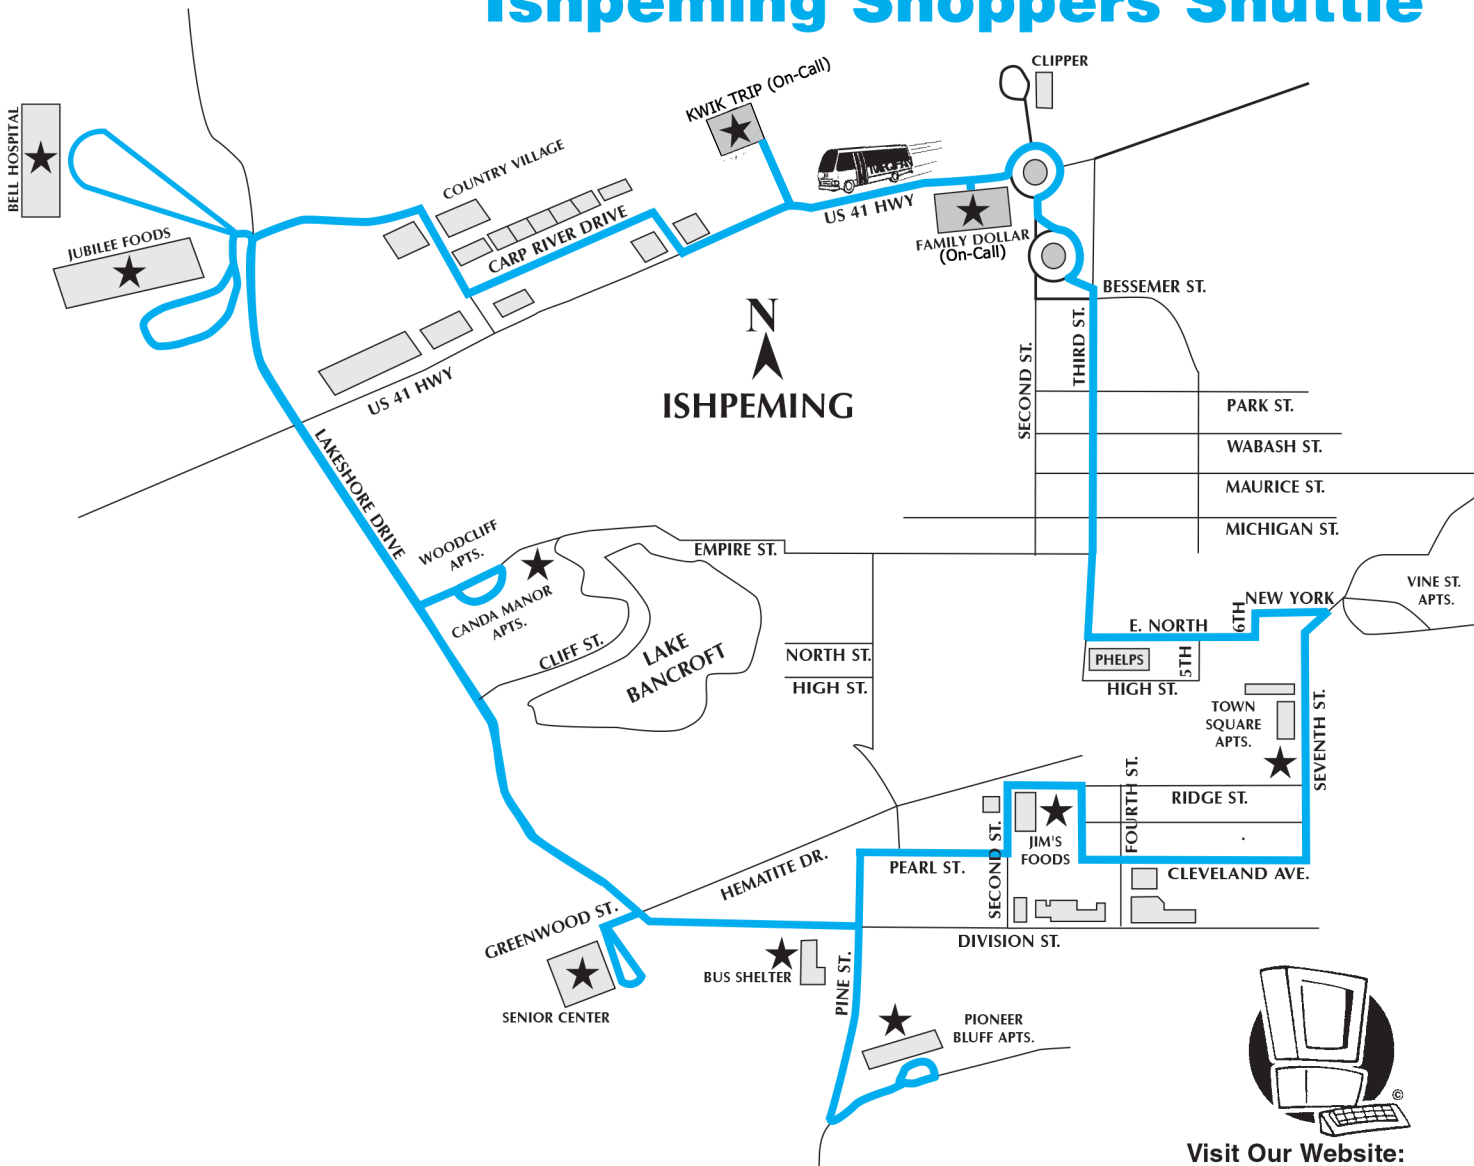 Ishpeming Shoppers Shuttle
CLIPPER
KWIK TRIP (On-Call)
BELL HOSPITAL
COUNTRY VILLAGE
JUBILEE FOODS
CARP RIVER DRIVE
US 41 HWY
FAMILY DOLLAR
(On-Call)
BESSEMER ST.
N
ISHPEMING
THIRD ST.
SECOND ST.
US 41 HWY
PARK ST.
WABASH ST.
MAURICE ST.
MICHIGAN ST.
LAKESHORE DRIVE
WOODCLIFF
APTS.
EMPIRE ST.
CANDA MANOR
APTS.
CLIFF ST.
LAKE
BANCROFT
VINE ST.
APTS.
NEW YORK
6TH
E. NORTH
NORTH ST.
HIGH ST.
PHELPS
5TH
HIGH ST.
TOWN
SQUARE
APTS.
SEVENTH ST.
RIDGE ST.
FOURTH ST.
JIM'S
FOODS
SECOND ST.
PEARL ST.
CLEVELAND AVE.
HEMATITE DR.
GREENWOOD ST.
DIVISION ST.
BUS SHELTER
PINE ST.
SENIOR CENTER
PIONEER
BLUFF APTS.
©
Visit Our Website: